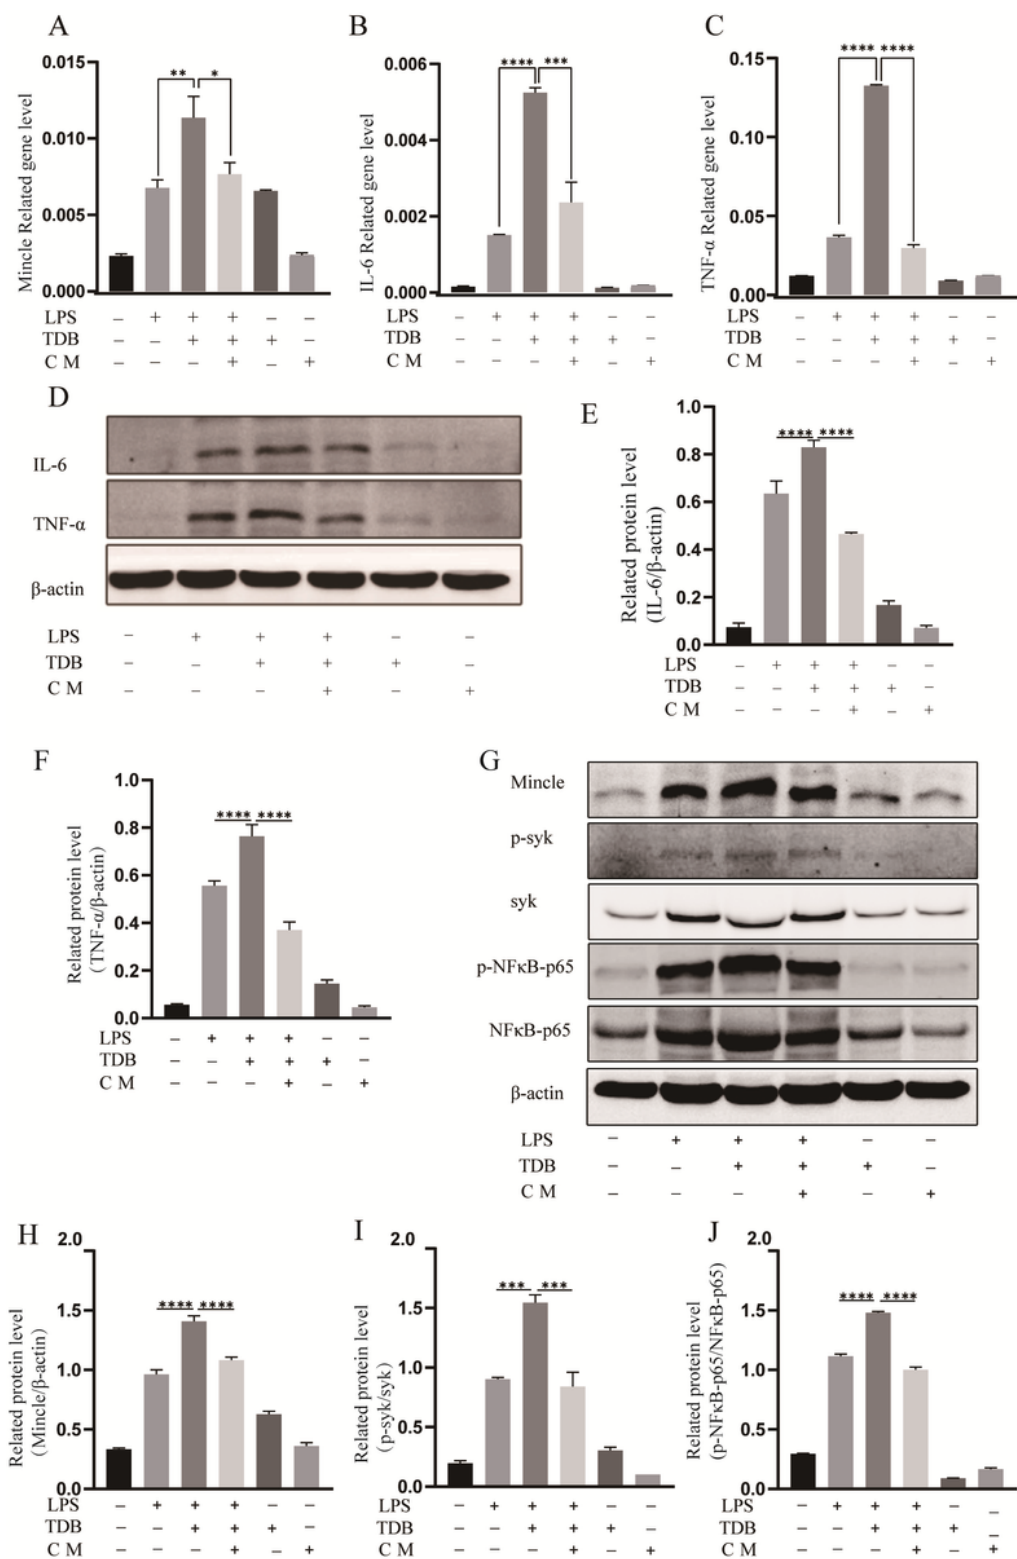 A
Mincle Related gene level
0.015
0.010
0.005
0.000
** *
LPS – + + + – –
TDB – – + + + –
C M – – – + – +
B
IL-6 Related gene level
0.006
0.004
0.002
0.000
**** ***
LPS – + + + – –
TDB – – + + + –
C M – – – + – +
C
TNF-α Related gene level
0.15
0.10
0.05
0.00
**** ****
LPS – + + + – –
TDB – – + + + –
C M – – – + – +
D
IL-6
TNF-α
β-actin
LPS – + + + – –
TDB – – + + + –
C M – – – + – +
E
Related protein level
(IL-6/β-actin)
1.0
0.8
0.6
0.4
0.2
0.0
**** ****
LPS – + + + – –
TDB – – + + + –
C M – – – + – +
F
Related protein level
(TNF-α/β-actin)
1.0
0.8
0.6
0.4
0.2
0.0
**** ****
LPS – + + + – –
TDB – – + + + –
C M – – – + – +
G
Mincle
p-syk
syk
p-NFκB-p65
NFκB-p65
β-actin
LPS – + + + – –
TDB – – + + + –
C M – – – + – +
H
Related protein level
(Mincle/β-actin)
2.0
1.5
1.0
0.5
0.0
**** ****
LPS – + + + – –
TDB – – + + + –
C M – – – + – +
I
Related protein level
(p-syk/syk)
2.0
1.5
1.0
0.5
0.0
*** ***
LPS – + + + – –
TDB – – + + + –
C M – – – + – +
J
Related protein level
(p-NFκB-p65/NFκB-p65)
2.0
1.5
1.0
0.5
0.0
**** ****
LPS – + + + – –
TDB – – + + + –
C M – – – + – +